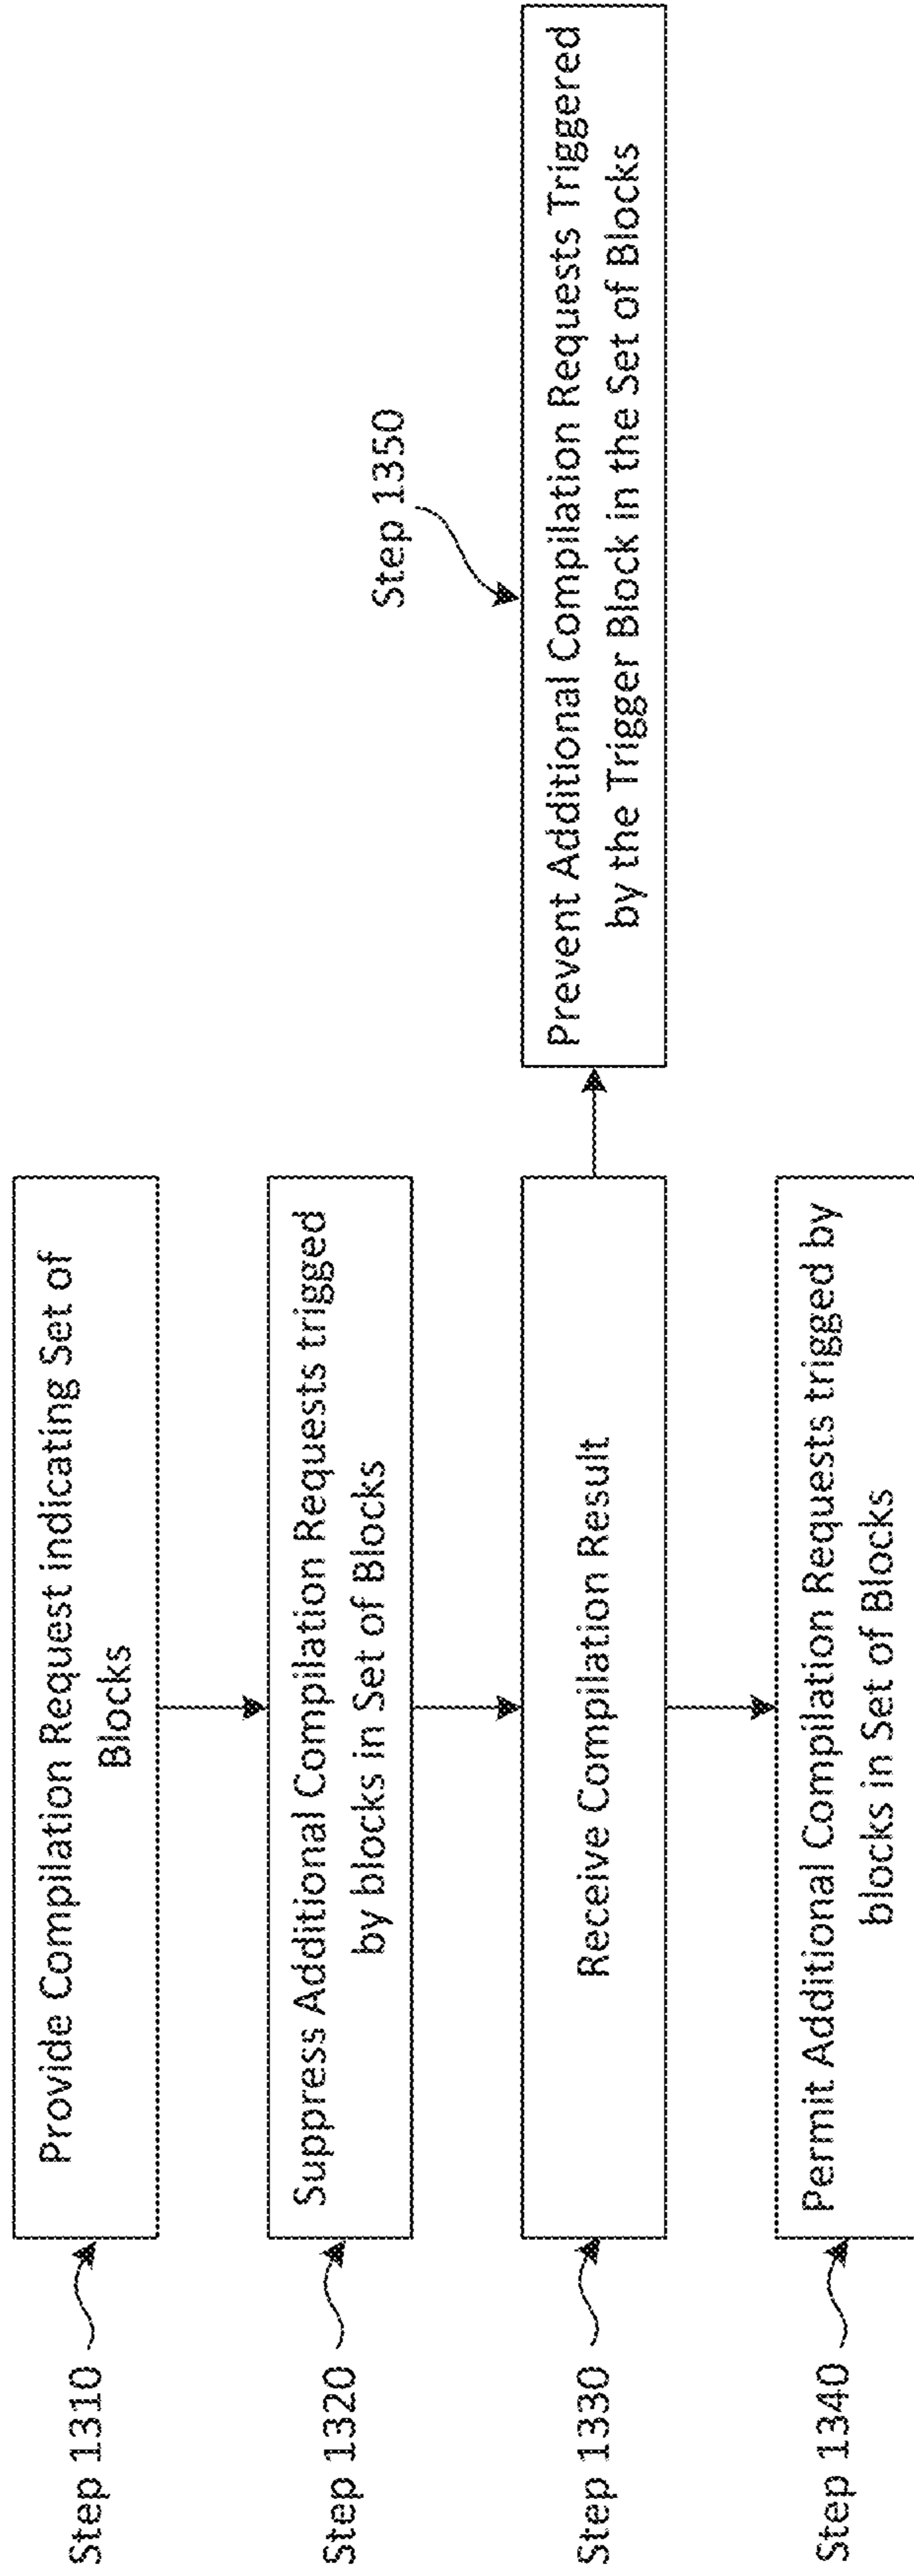 Step 1310
Provide Compilation Request indicating Set of
Blocks
Step 1320
Suppress Additional Compilation Requests trigged
by blocks in Set of Blocks
Step 1330
Receive Compilation Result
Step 1350
Prevent Additional Compilation Requests Triggered
by the Trigger Block in the Set of Blocks
Step 1340
Permit Additional Compilation Requests trigged by
blocks in Set of Blocks